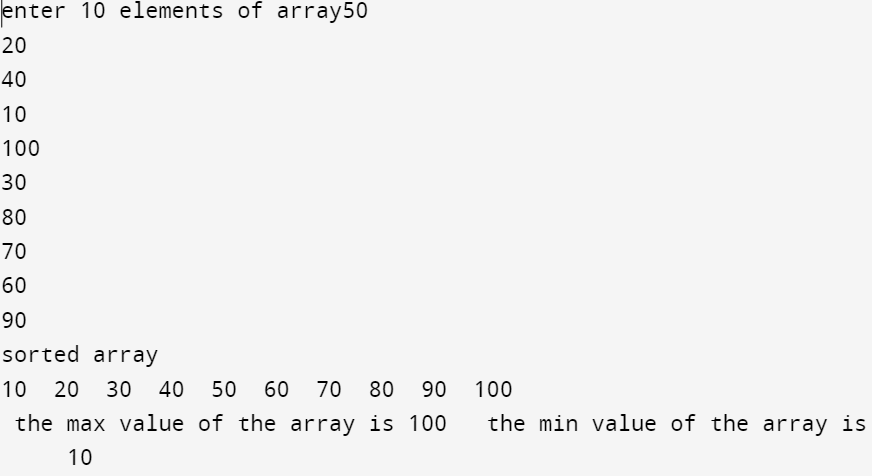 enter 10 elements of array50
20
40
10
100
30
80
70
60
90
sorted array
10  20  30  40  50  60  70  80  90  100
 the max value of the array is 100   the min value of the array is
     10